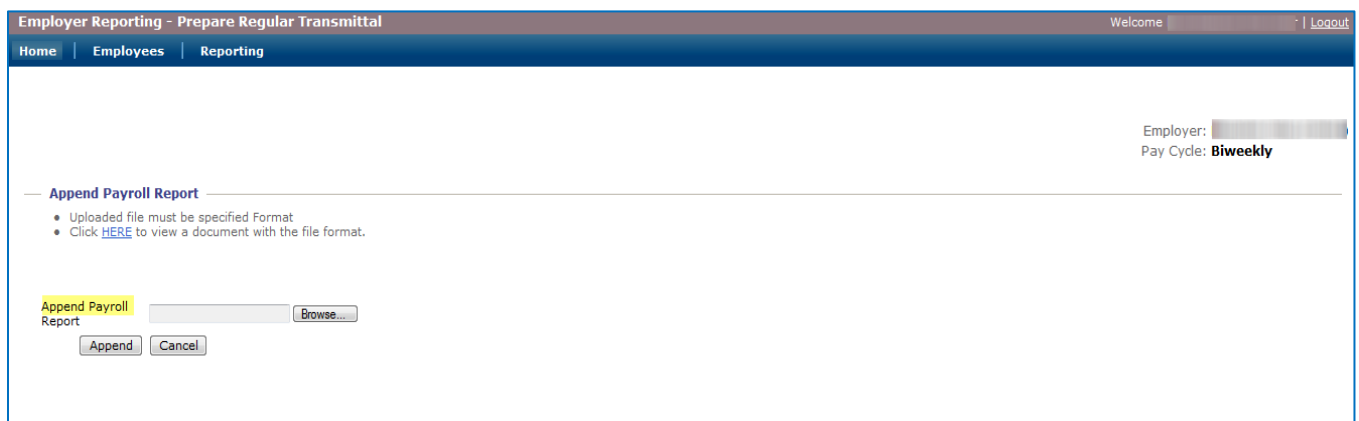 Employer Reporting - Prepare Regular Transmittal
Welcome | Logout
Home | Employees | Reporting
Employer:
Pay Cycle: Biweekly
Append Payroll Report
• Uploaded file must be specified Format
• Click HERE to view a document with the file format.
Append Payroll
Report
Browse...
Append Cancel